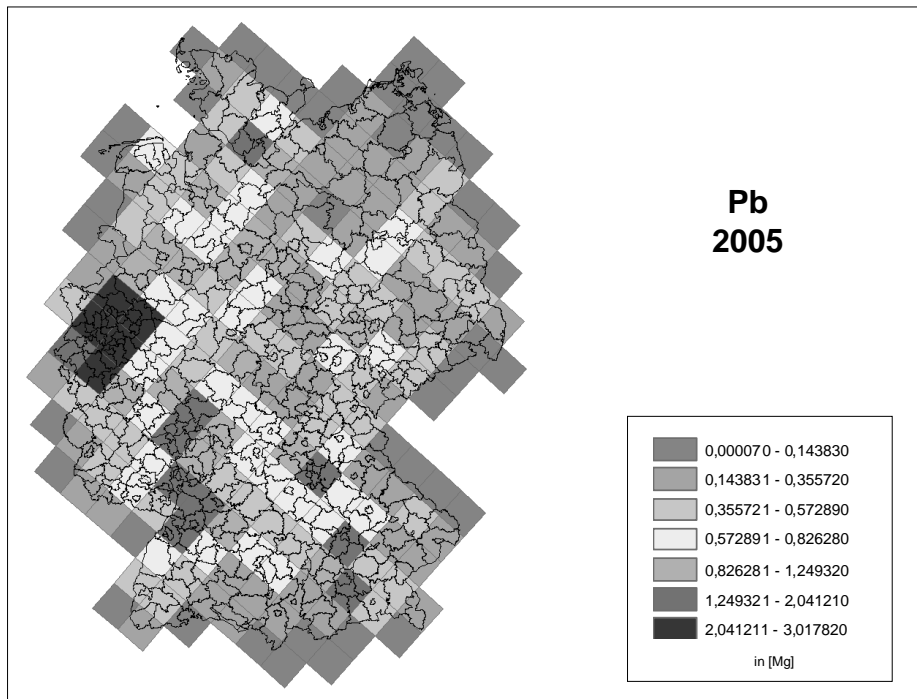 Pb
2005
0,000070 - 0,143830
0,143831 - 0,355720
0,355721 - 0,572890
0,572891 - 0,826280
0,826281 - 1,249320
1,249321 - 2,041210
2,041211 - 3,017820
in [Mg]